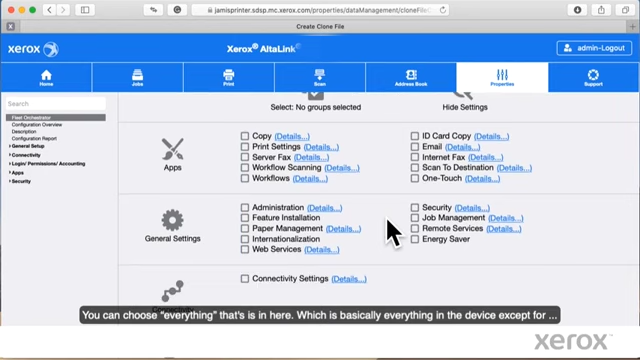 jamisprinter.sdsp.mc.xerox.com/properties/dataManagement/cloneFileC
Create Clone File
xerox
Xerox® AltaLink®
admin-Logout
Home
Jobs
Print
Scan
Address Book
Properties
Support
Search
Fleet Orchestrator
Configuration Overview
Description
Configuration Report
General Setup
Connectivity
Login/ Permissions/ Accounting
Apps
Security
Select: No groups selected
Hide Settings
Apps
Copy (Details...)
Print Settings (Details...)
Server Fax (Details...)
Workflow Scanning (Details...)
Workflows (Details...)
ID Card Copy (Details...)
Email (Details...)
Internet Fax (Details...)
Scan To Destination (Details...)
One-Touch (Details...)
General Settings
Administration (Details...)
Feature Installation
Paper Management (Details...)
Internationalization
Web Services (Details...)
Security (Details...)
Job Management (Details...)
Remote Services (Details...)
Energy Saver
Connectivity Settings (Details...)
You can choose “everything” that's is in here. Which is basically everything in the device except for ...
xerox™